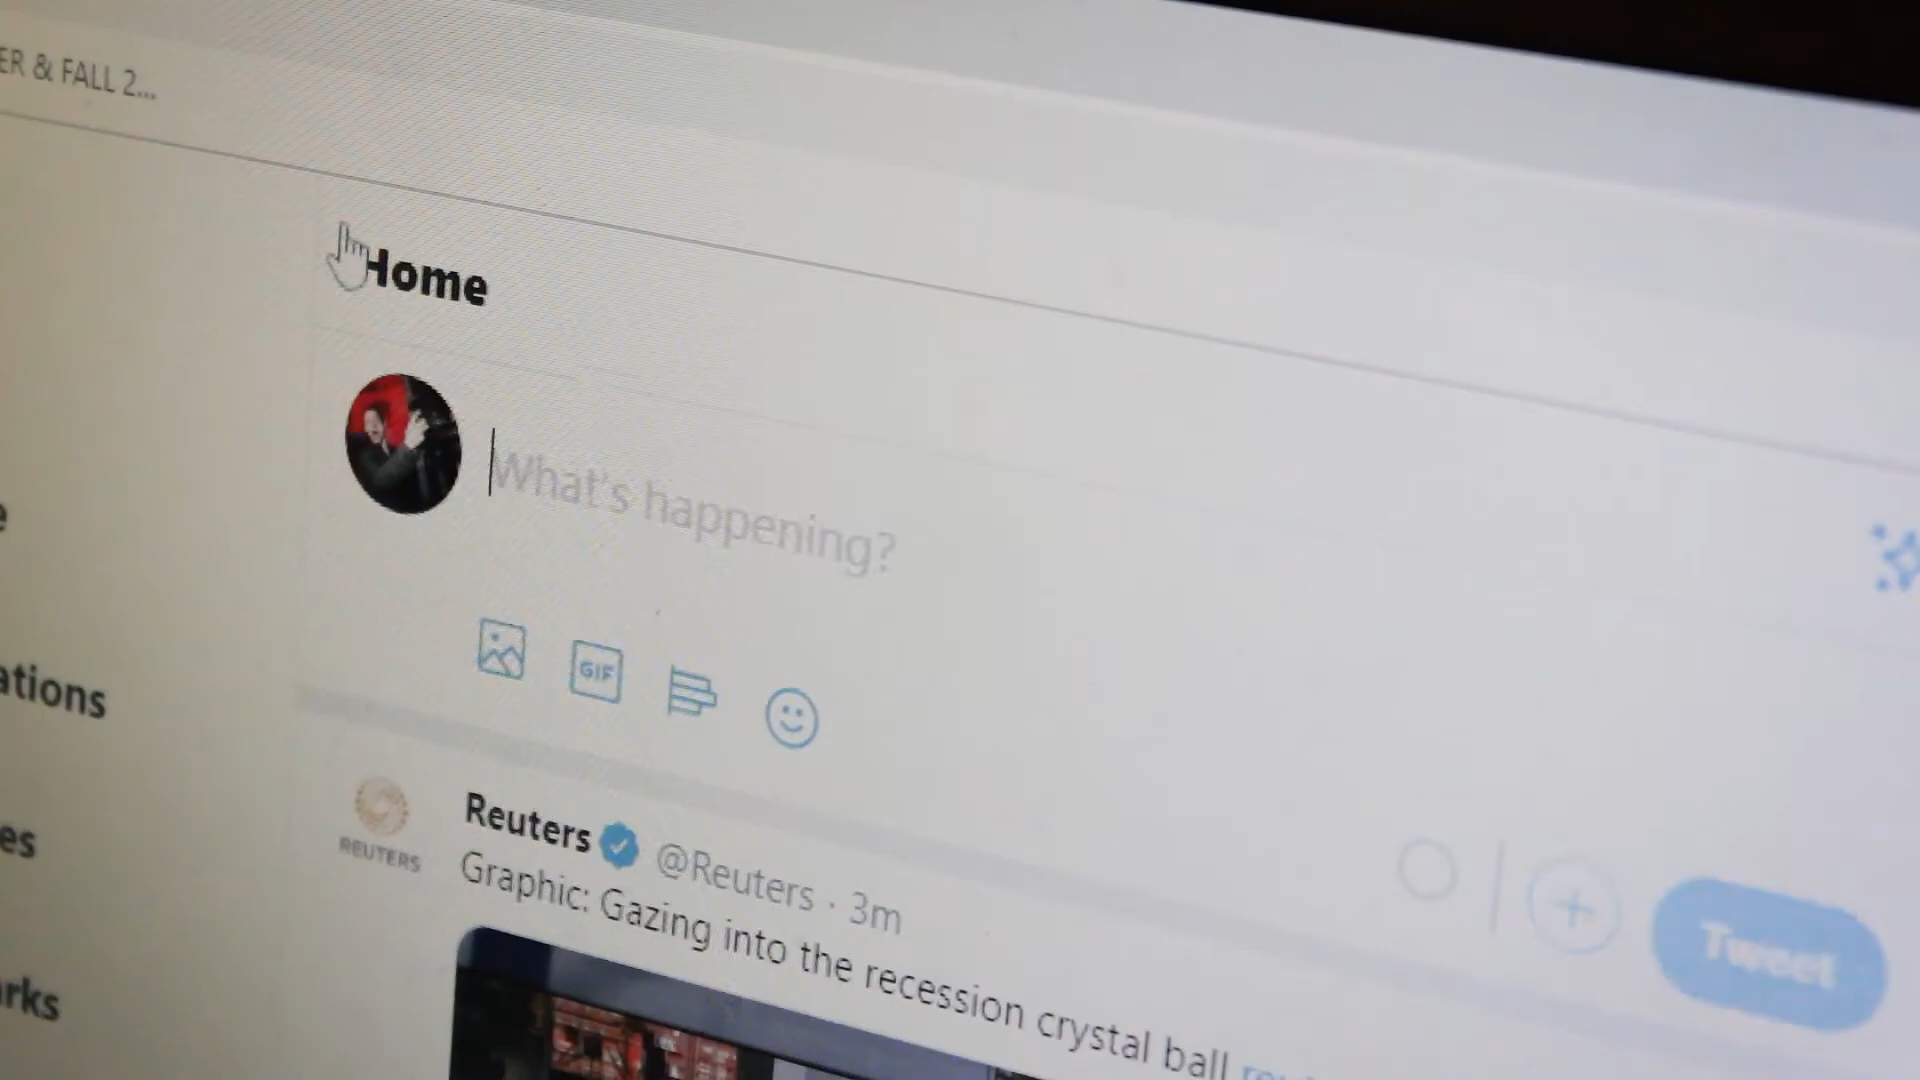 ER & FALL 2...
Home
What's happening?
GIF
ations
es
rks
REUTERS
Reuters @Reuters · 3m
Graphic: Gazing into the recession crystal ball
Tweet